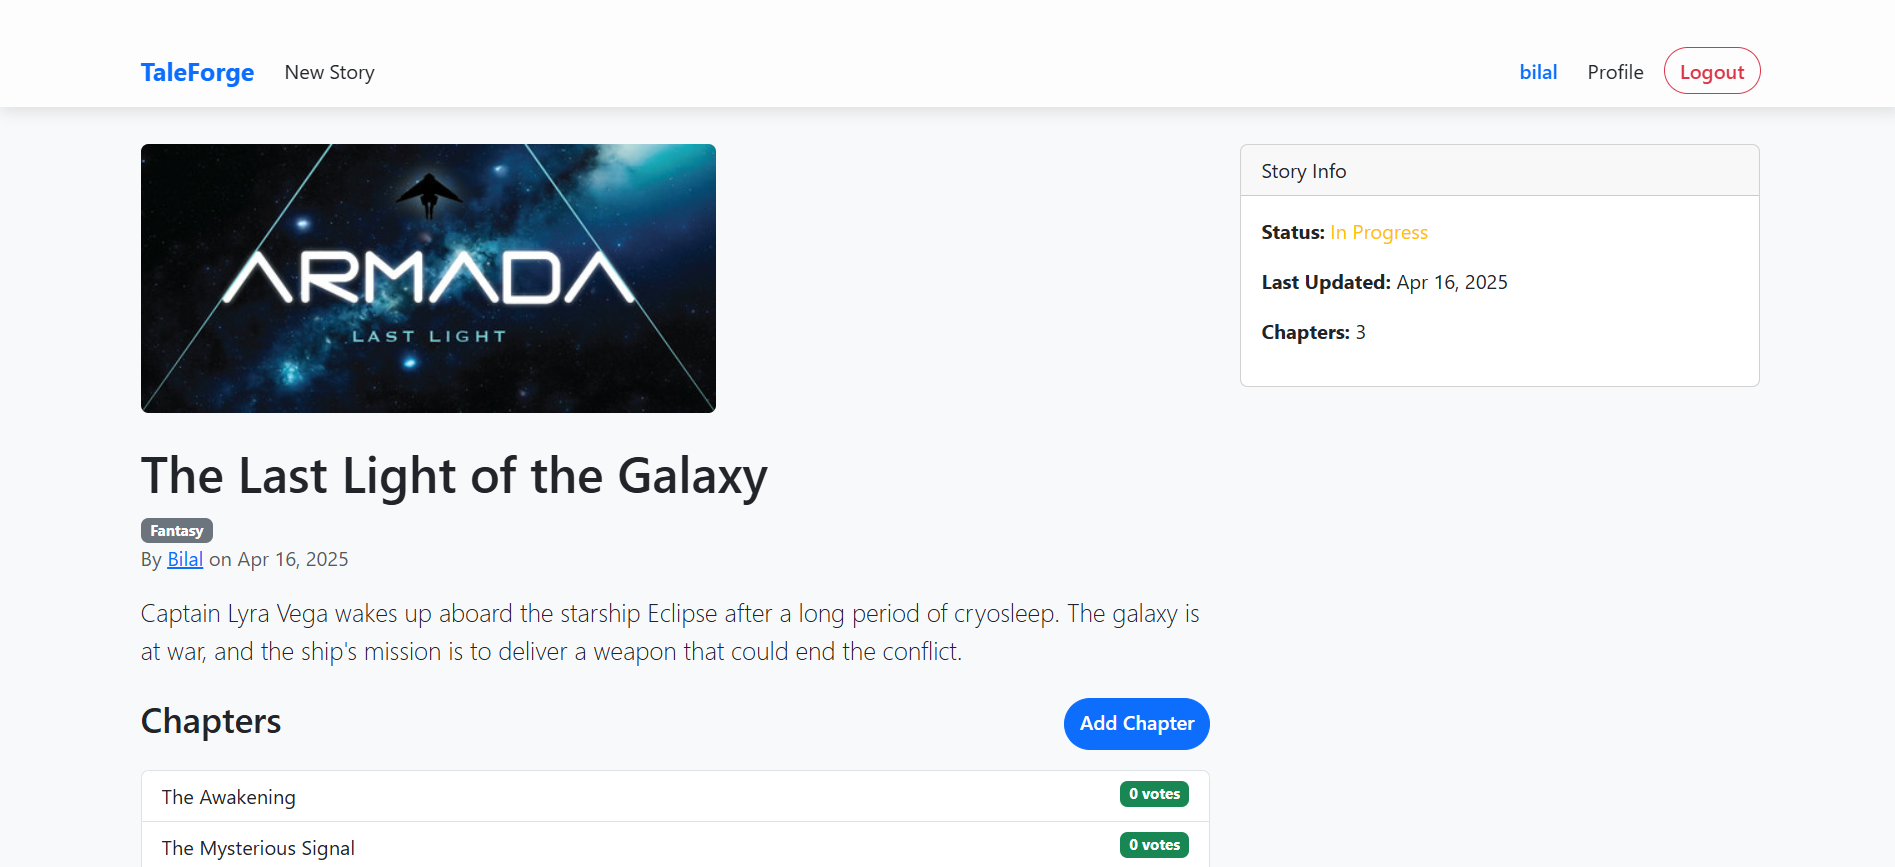 TaleForge New Story bilal Profile Logout
ARMADA
LAST LIGHT
The Last Light of the Galaxy
Fantasy
By Bilal on Apr 16, 2025
Captain Lyra Vega wakes up aboard the starship Eclipse after a long period of cryosleep. The galaxy is
at war, and the ship's mission is to deliver a weapon that could end the conflict.
Chapters Add Chapter
The Awakening 0 votes
The Mysterious Signal 0 votes
Story Info
Status: In Progress
Last Updated: Apr 16, 2025
Chapters: 3